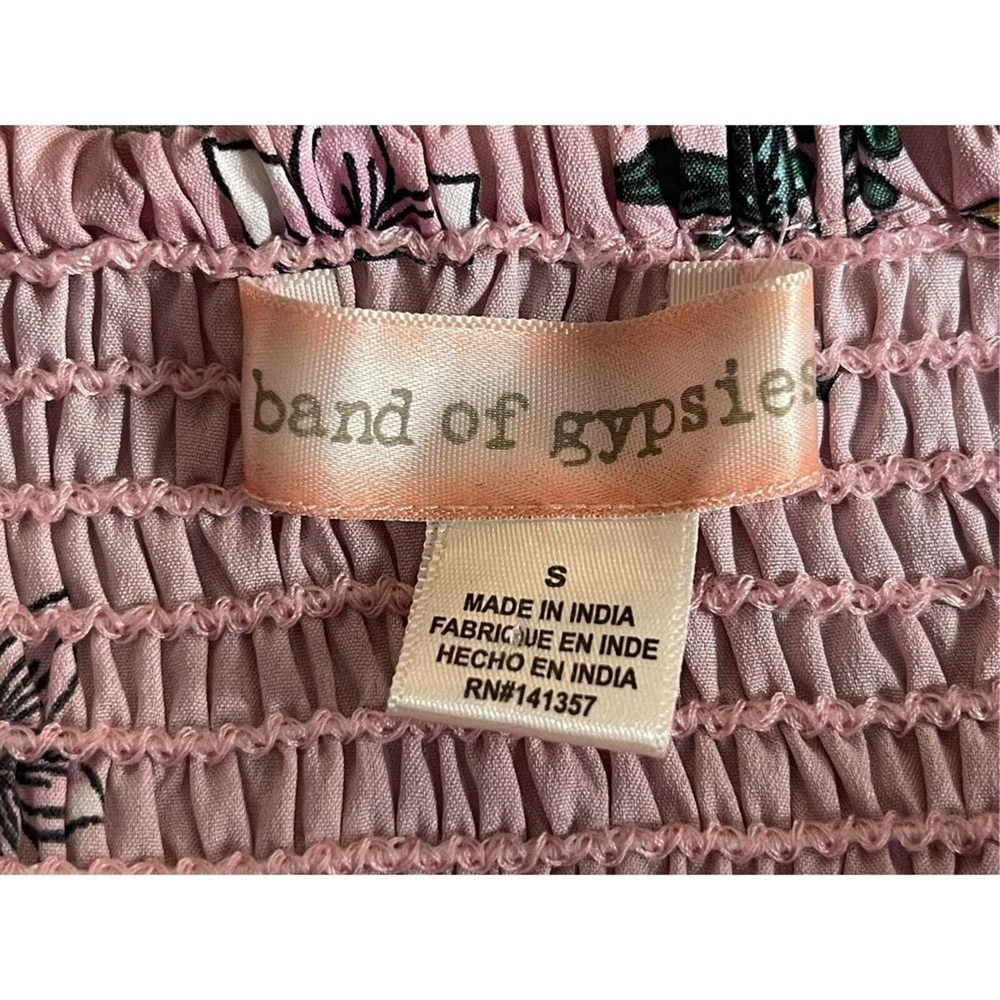 band of gypsies
S
MADE IN INDIA
FABRIQUE EN INDE
HECHO EN INDIA
RN#141357